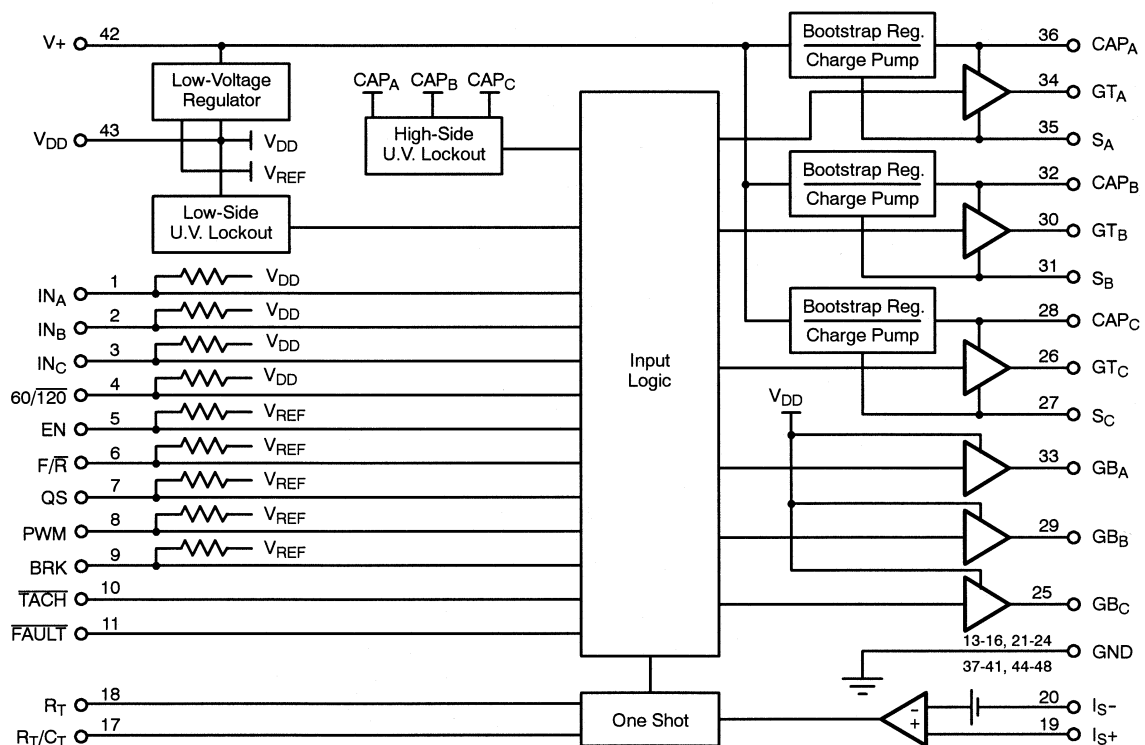 V+ 42
Low-Voltage
Regulator
CAPA CAPB CAPC
High-Side
U.V. Lockout
VDD 43
VDD
VREF
Low-Side
U.V. Lockout
INA 1 VDD
INB 2 VDD
INC 3 VDD
60/120 4 VDD
EN 5 VREF
F/R 6 VREF
QS 7 VREF
PWM 8 VREF
BRK 9 VREF
TACH 10
FAULT 11
RT 18
RT/CT 17
Input
Logic
One Shot
Bootstrap Reg.
Charge Pump
36 CAPA
34 GTA
35 SA
Bootstrap Reg.
Charge Pump
32 CAPB
30 GTB
31 SB
Bootstrap Reg.
Charge Pump
28 CAPC
26 GTC
27 SC
VDD
33 GBA
29 GBB
25 GBC
13-16, 21-24
GND
37-41, 44-48
- 20 IS-
+ 19 IS+